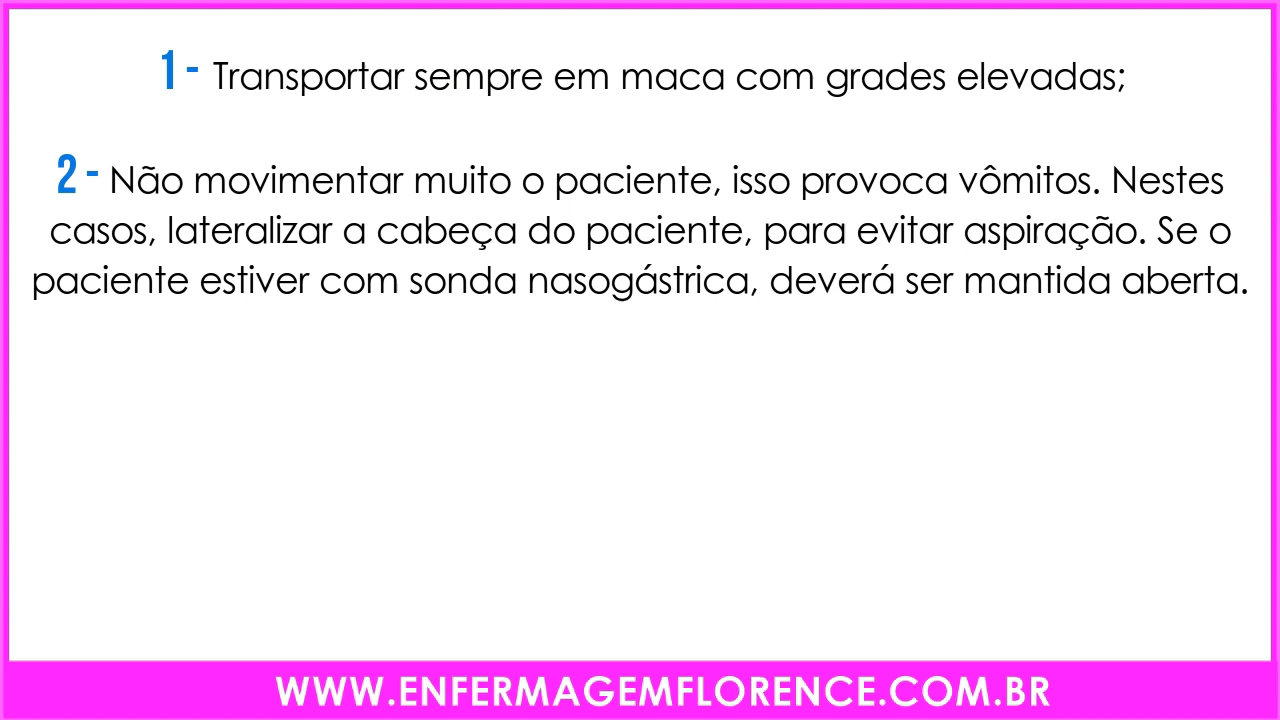 1 - Transportar sempre em maca com grades elevadas;
2 - Não movimentar muito o paciente, isso provoca vômitos. Nestes
casos, lateralizar a cabeça do paciente, para evitar aspiração. Se o
paciente estiver com sonda nasogástrica, deverá ser mantida aberta.
WWW.ENFERMAGEMFLORENCE.COM.BR